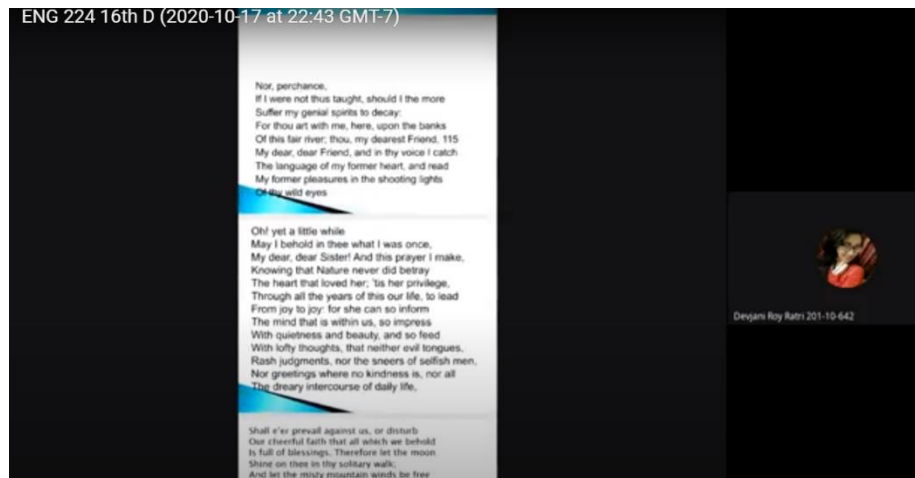 ENG 224 16th D (2020-10-17 at 22:43 GMT-7)
Nor, perchance,
If I were not thus taught, should I the more
Suffer my genial spirits to decay:
For thou art with me, here, upon the banks
Of this fair river; thou, my dearest Friend, 115
My dear, dear Friend, and in thy voice I catch
The language of my former heart, and read
My former pleasures in the shooting lights
Of thy wild eyes
Oh! yet a little while
May I behold in thee what I was once,
My dear, dear Sister! And this prayer I make,
Knowing that Nature never did betray
The heart that loved her; 'tis her privilege,
Through all the years of this our life, to lead
From joy to joy: for she can so inform
The mind that is within us, so impress
With quietness and beauty, and so feed
With lofty thoughts, that neither evil tongues,
Rash judgments, nor the sneers of selfish men,
Nor greetings where no kindness is, nor all
The dreary intercourse of daily life,
Shall e'er prevail against us, or disturb
Our cheerful faith that all which we behold
Is full of blessings. Therefore let the moon
Shine on thee in thy solitary walk;
And let the misty mountain winds be free
Devjani Roy Ratri 201-10-642